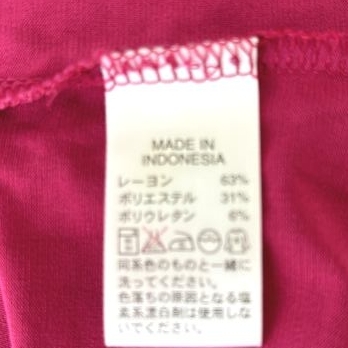 MADE IN
INDONESIA
レーヨン 63%
ポリエステル 31%
ポリウレタン 6%
同系色のものと一緒に
洗ってください。
色落ちの原因となる塩
素系漂白剤は使用しな
いでください。